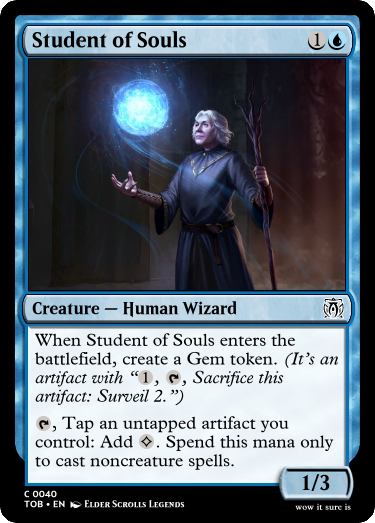 Student of Souls 1
Creature — Human Wizard
When Student of Souls enters the
battlefield, create a Gem token. (It's an
artifact with “1, , Sacrifice this
artifact: Surveil 2.”)
, Tap an untapped artifact you
control: Add . Spend this mana only
to cast noncreature spells.
1/3
C 0040
TOB • EN Elder Scrolls Legends
wow it sure is